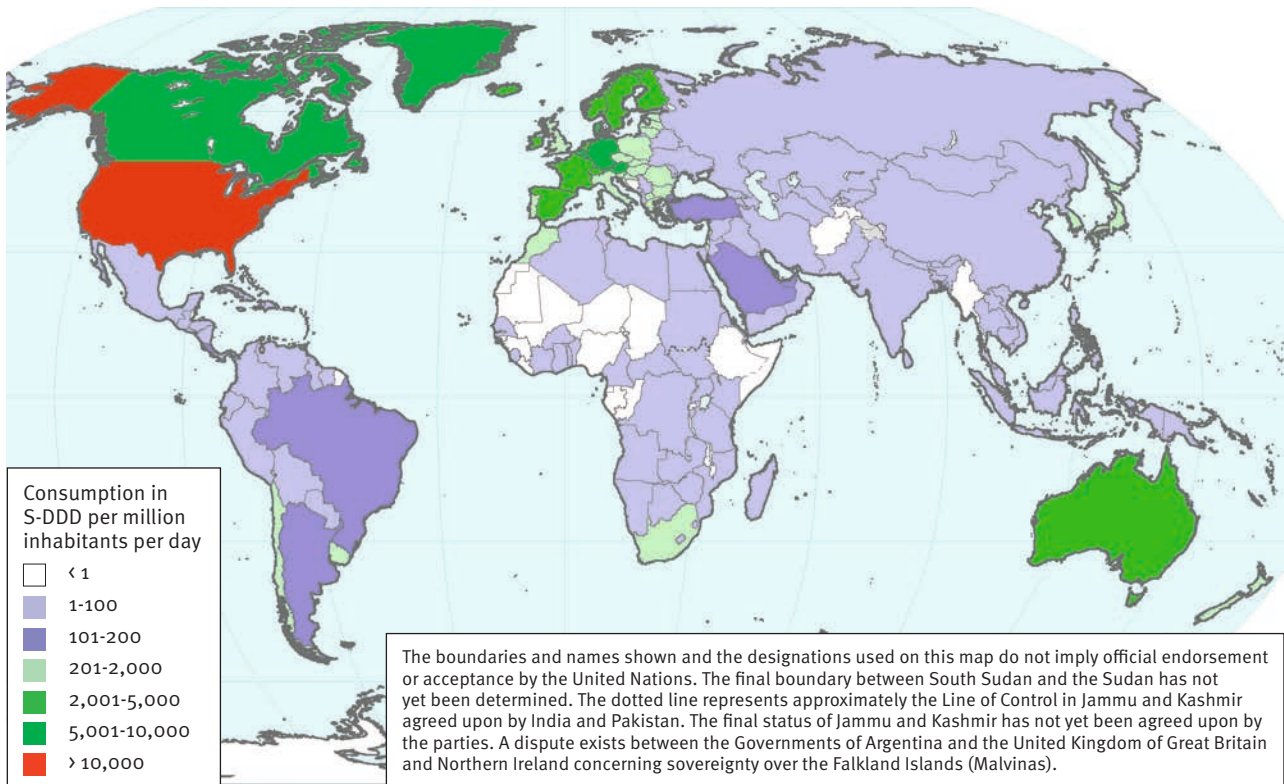 Consumption in
S-DDD per million
inhabitants per day
< 1
1-100
101-200
201-2,000
2,001-5,000
5,001-10,000
> 10,000
The boundaries and names shown and the designations used on this map do not imply official endorsement
or acceptance by the United Nations. The final boundary between South Sudan and the Sudan has not
yet been determined. The dotted line represents approximately the Line of Control in Jammu and Kashmir
agreed upon by India and Pakistan. The final status of Jammu and Kashmir has not yet been agreed upon by
the parties. A dispute exists between the Governments of Argentina and the United Kingdom of Great Britain
and Northern Ireland concerning sovereignty over the Falkland Islands (Malvinas).